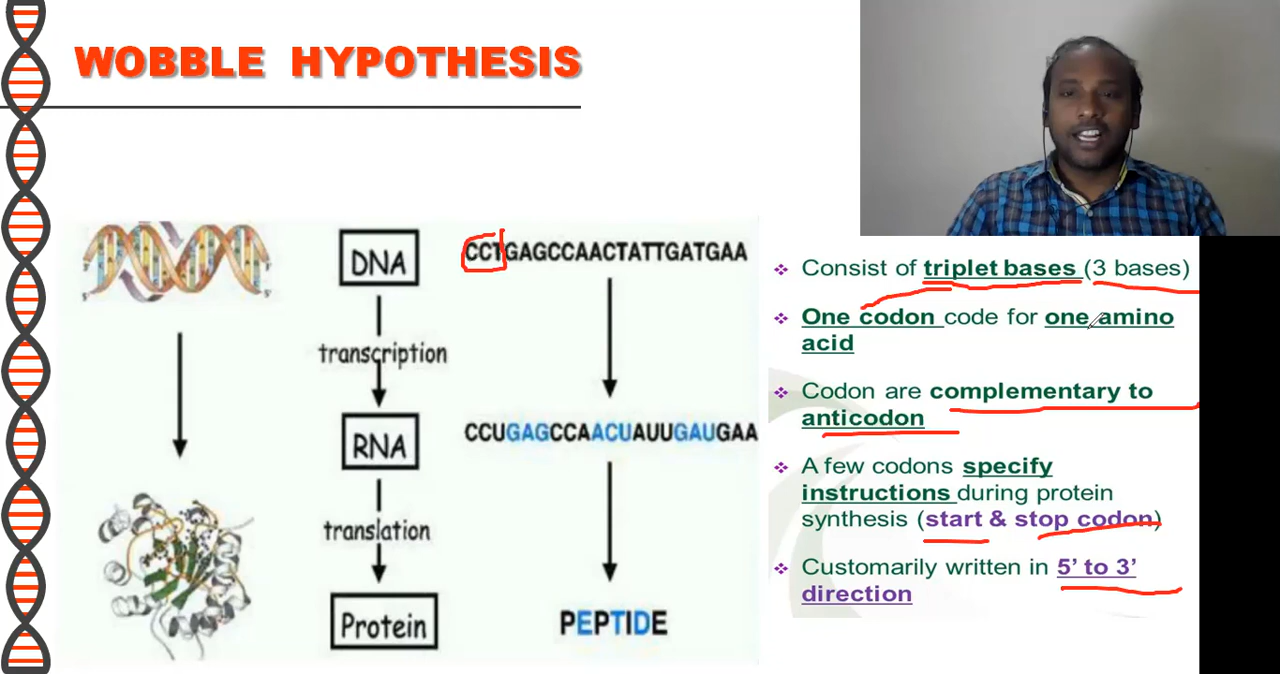 WOBBLE HYPOTHESIS
DNA
CCTGAGCCAACTATTGATGAA
transcription
RNA
CCUGAGCCAACUAUUGAUGAA
translation
Protein
PEPTIDE
Consist of triplet bases (3 bases)
One codon code for one amino
acid
Codon are complementary to
anticodon
A few codons specify
instructions during protein
synthesis (start & stop codon)
Customarily written in 5’ to 3’
direction